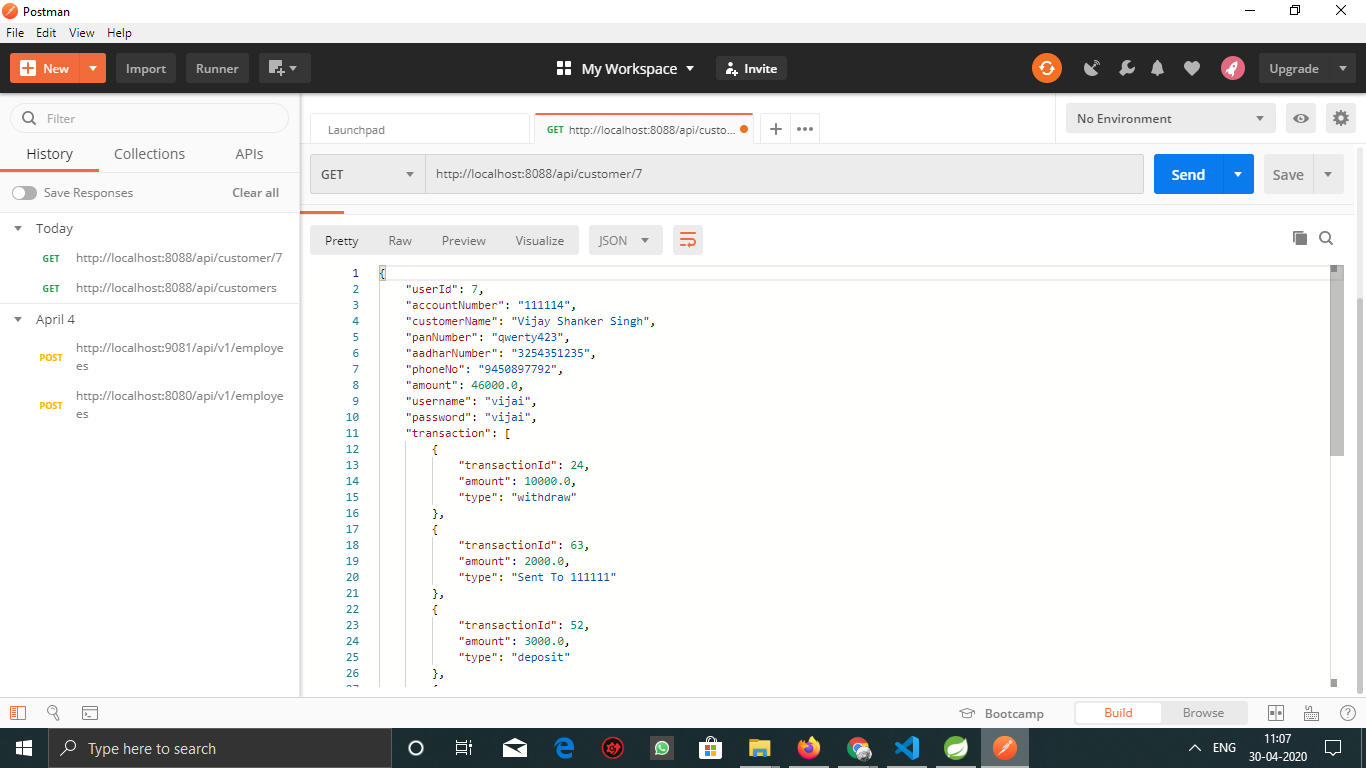 Postman
File Edit View Help
New Import Runner My Workspace Invite Upgrade
Filter
History Collections APIs
Save Responses Clear all
Today
GET http://localhost:8088/api/customer/7
GET http://localhost:8088/api/customers
April 4
POST http://localhost:9081/api/v1/employe
es
POST http://localhost:8080/api/v1/employe
es
Launchpad GET http://localhost:8088/api/custo... No Environment
GET http://localhost:8088/api/customer/7 Send Save
Pretty Raw Preview Visualize JSON
1 {
2 "userId": 7,
3 "accountNumber": "111114",
4 "customerName": "Vijay Shanker Singh",
5 "panNumber": "qwerty423",
6 "aadharNumber": "3254351235",
7 "phoneNo": "9450897792",
8 "amount": 46000.0,
9 "username": "vijai",
10 "password": "vijai",
11 "transaction": [
12 {
13 "transactionId": 24,
14 "amount": 10000.0,
15 "type": "withdraw"
16 },
17 {
18 "transactionId": 63,
19 "amount": 2000.0,
20 "type": "Sent To 111111"
21 },
22 {
23 "transactionId": 52,
24 "amount": 3000.0,
25 "type": "deposit"
26 },
Bootcamp Build Browse
Type here to search ENG 11:07
30-04-2020